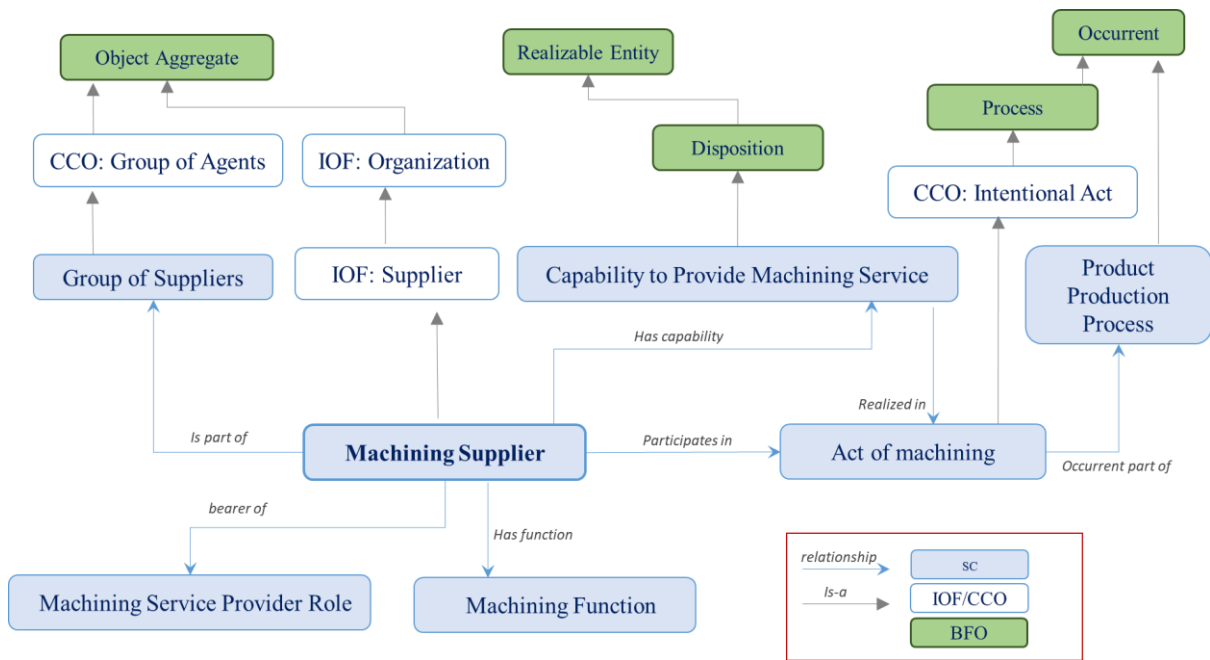 Object Aggregate
Realizable Entity
Occurrent
Process
CCO: Group of Agents
IOF: Organization
Disposition
CCO: Intentional Act
Group of Suppliers
IOF: Supplier
Capability to Provide Machining Service
Product
Production
Process
Has capability
Realized in
Is part of
Machining Supplier
Participates in
Act of machining
Occurrent part of
bearer of
Has function
Machining Service Provider Role
Machining Function
relationship
SC
Is-a
IOF/CCO
BFO